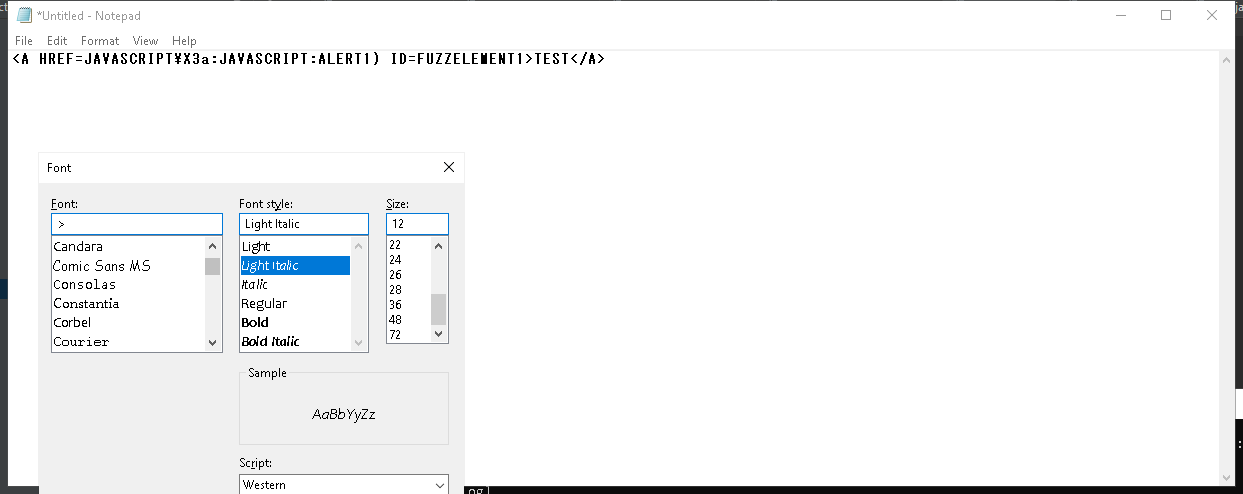 *Untitled - Notepad
File Edit Format View Help
<A HREF=JAVASCRIPT¥X3a:JAVASCRIPT:ALERT1) ID=FUZZELEMENT1>TEST</A>
Font
Font: Font style: Size:
> Light Italic 12
Candara Light 22
Comic Sans MS Light Italic 24
Consolas Italic 26
Constantia Regular 28
Corbel Bold 36
Courier Bold Italic 48
72
Sample
AaBbYyZz
Script:
Western